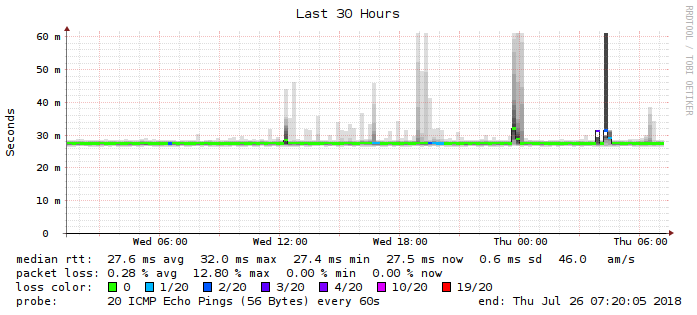 Last 30 Hours
RRDTOOL / TOBI OETIKER
Seconds
60 m
50 m
40 m
30 m
20 m
10 m
0
Wed 06:00 Wed 12:00 Wed 18:00 Thu 00:00 Thu 06:00
median rtt: 27.6 ms avg 32.0 ms max 27.4 ms min 27.5 ms now 0.6 ms sd 46.0 am/s
packet loss: 0.28 % avg 12.80 % max 0.00 % min 0.00 % now
loss color: 0 1/20 2/20 3/20 4/20 10/20 19/20
probe: 20 ICMP Echo Pings (56 Bytes) every 60s end: Thu Jul 26 07:20:05 2018